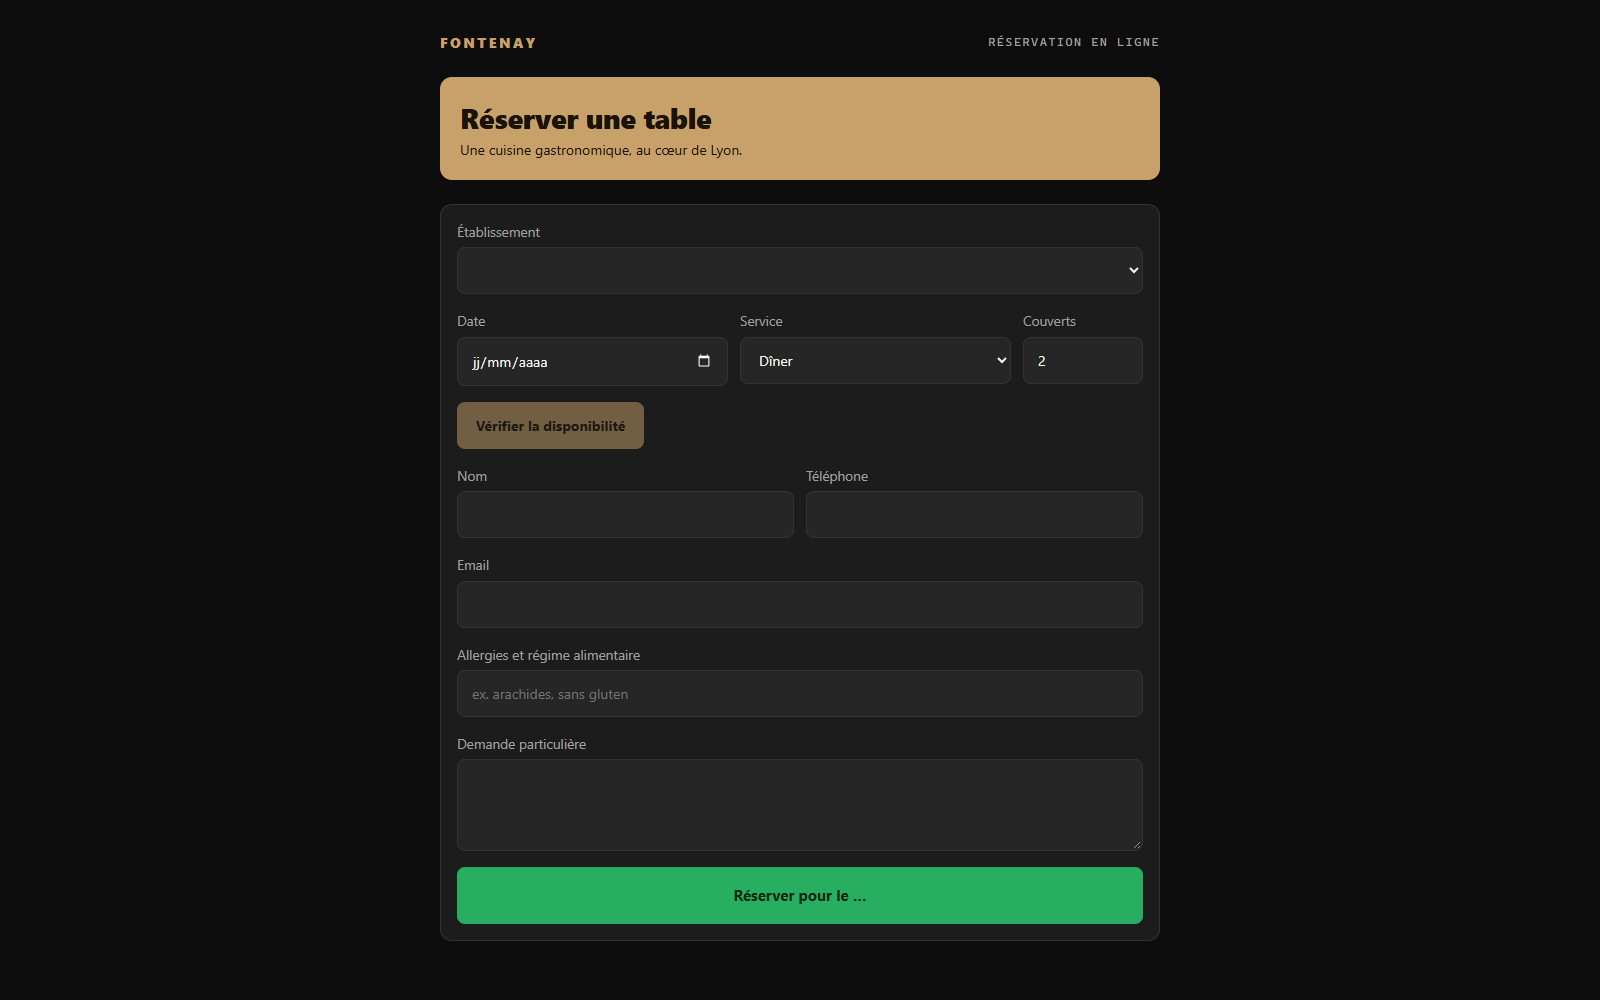 FONTENAY
RÉSERVATION EN LIGNE
Réserver une table
Une cuisine gastronomique, au cœur de Lyon.
Établissement
Date
Service
Couverts
jj/mm/aaaa
Dîner
2
Vérifier la disponibilité
Nom
Téléphone
Email
Allergies et régime alimentaire
ex. arachides, sans gluten
Demande particulière
Réserver pour le ...